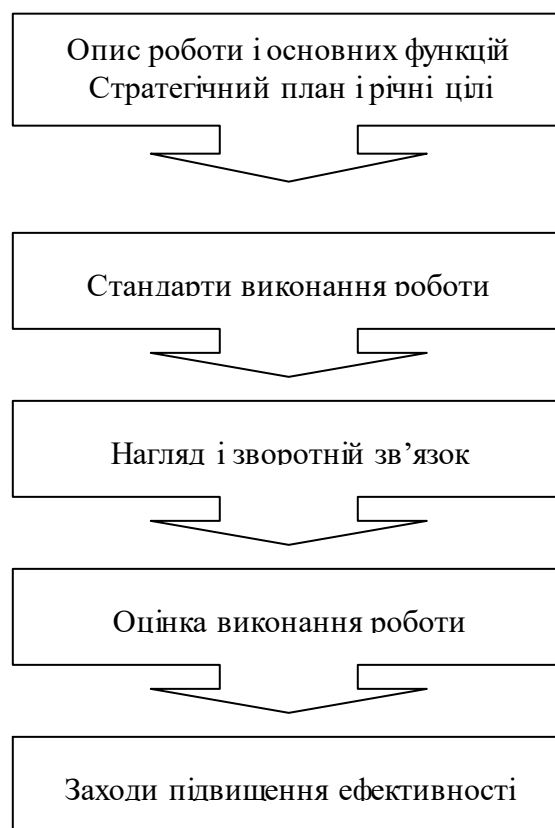 Опис роботи і основних функцій
Стратегічний план і річні цілі
Стандарти виконання роботи
Нагляд і зворотній зв’язок
Оцінка виконання роботи
Заходи підвищення ефективності